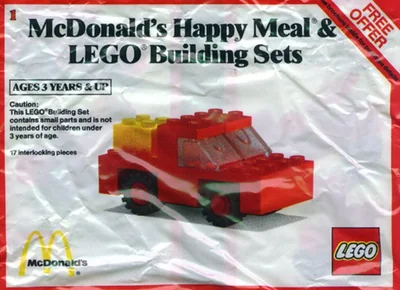 1
McDonald's Happy Meal® &
LEGO® Building Sets
FREE
OFFER
AGES 3 YEARS & UP
Caution:
This LEGO® Building Set
contains small parts and is not
intended for children under
3 years of age.
17 interlocking pieces
McDonald's
LEGO